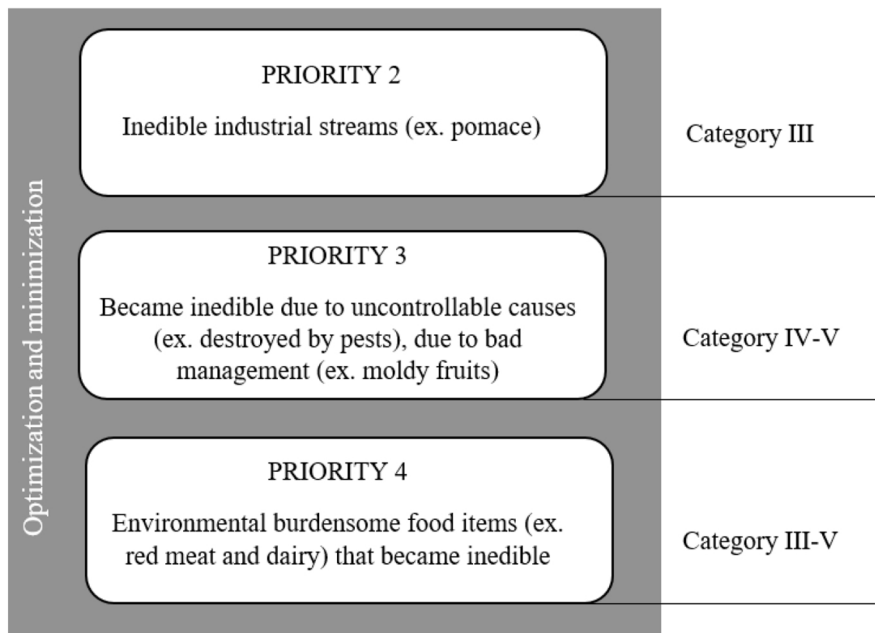 Optimization and minimization
PRIORITY 2
Inedible industrial streams (ex. pomace)
Category III
PRIORITY 3
Became inedible due to uncontrollable causes
(ex. destroyed by pests), due to bad
management (ex. moldy fruits)
Category IV-V
PRIORITY 4
Environmental burdensome food items (ex.
red meat and dairy) that became inedible
Category III-V